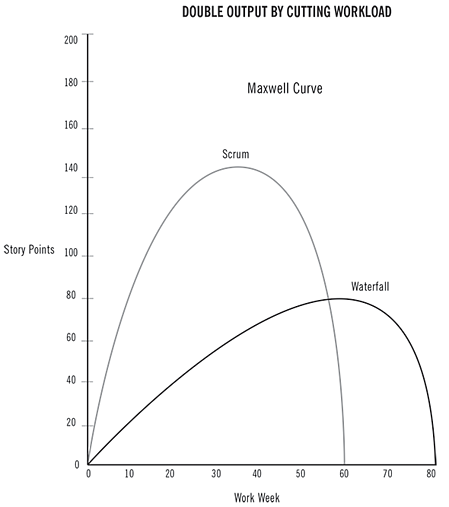 DOUBLE OUTPUT BY CUTTING WORKLOAD
Maxwell Curve
Scrum
Waterfall
Story Points
200
180
160
140
120
100
80
60
40
20
0
0 10 20 30 40 50 60 70 80
Work Week